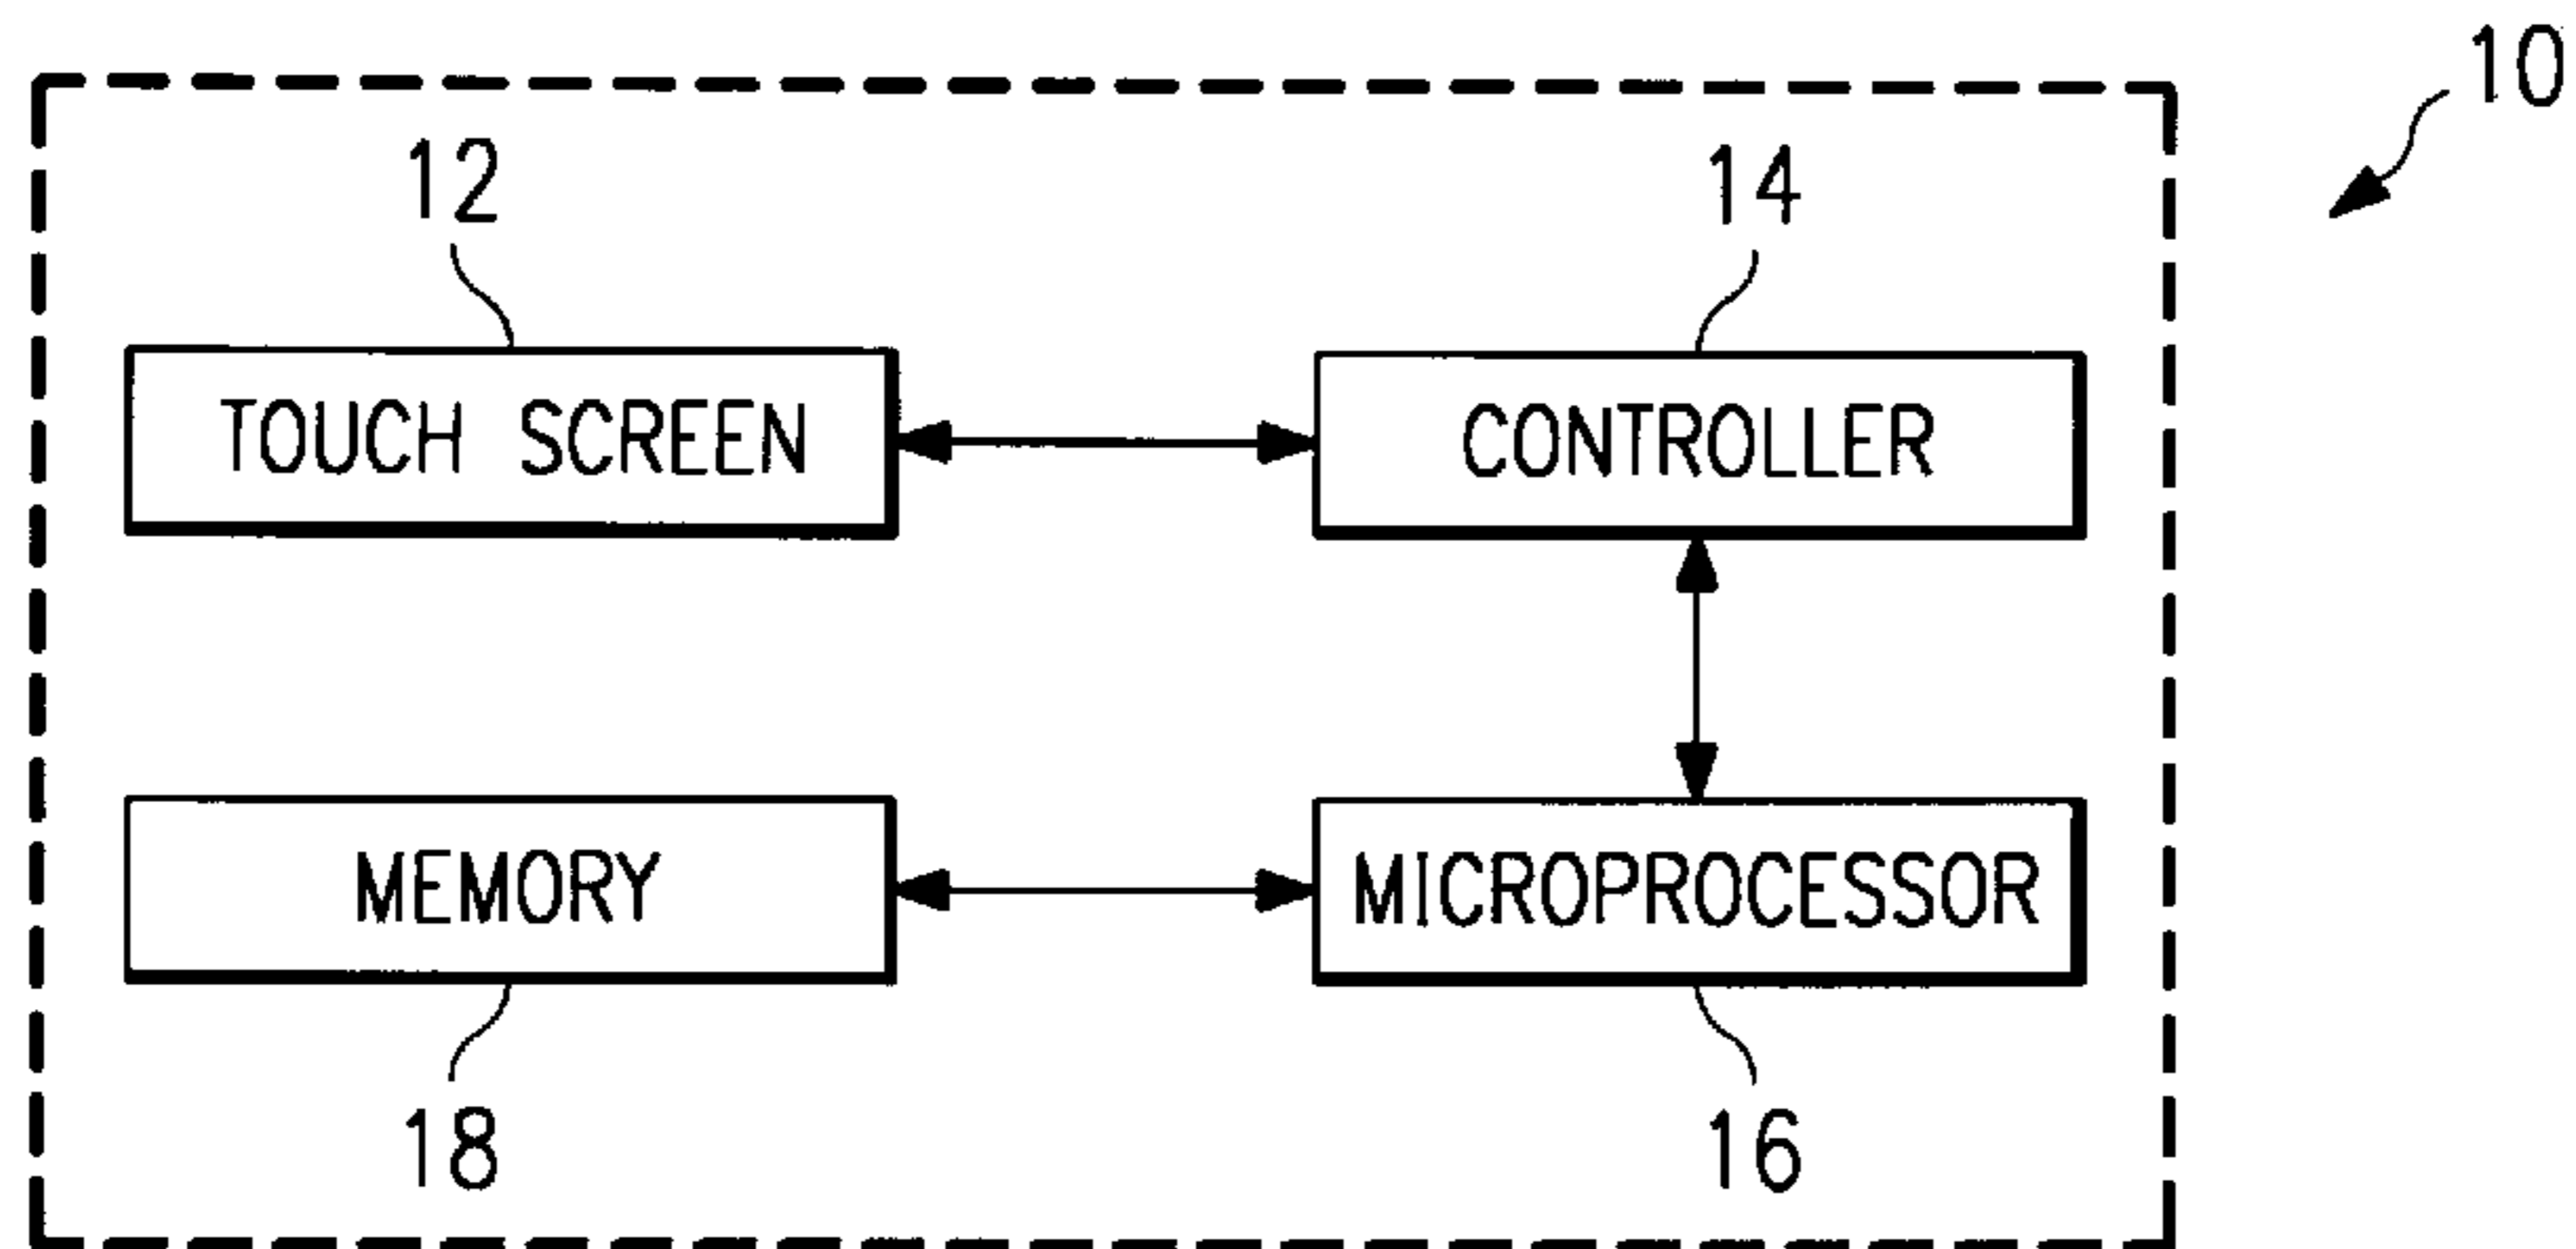 10
12
14
TOUCH SCREEN
CONTROLLER
MEMORY
MICROPROCESSOR
18
16